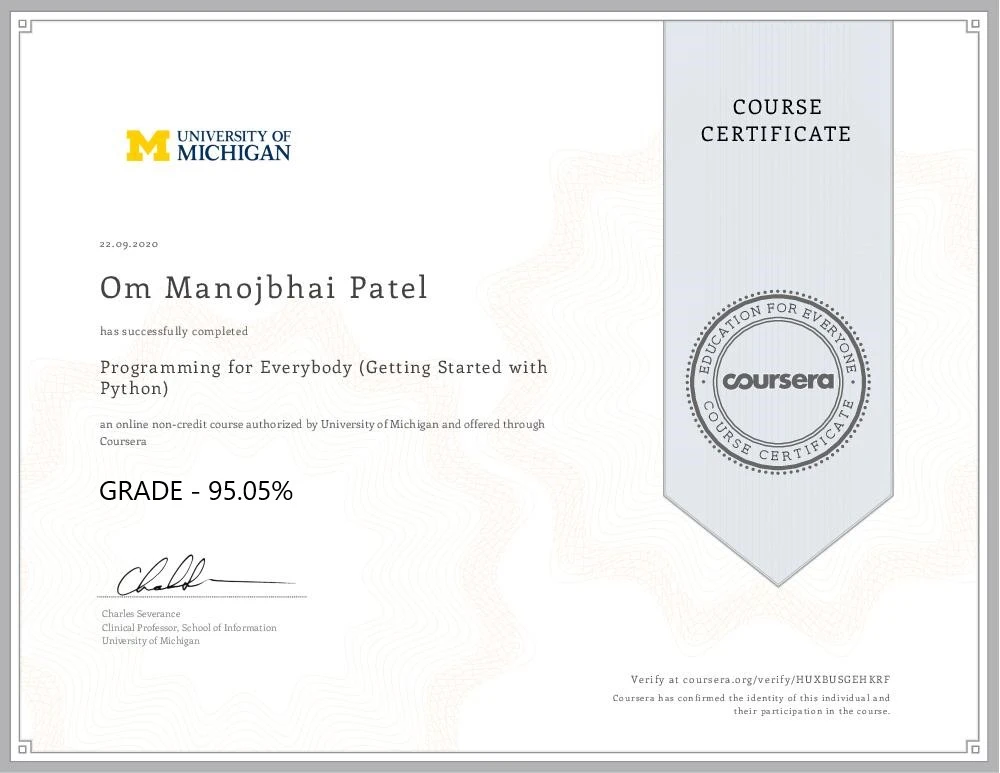 UNIVERSITY OF
MICHIGAN
COURSE
CERTIFICATE
22.09.2020
Om Manojbhai Patel
has successfully completed
Programming for Everybody (Getting Started with
Python)
an online non-credit course authorized by University of Michigan and offered through
Coursera
GRADE - 95.05%
EDUCATION FOR EVERYONE
coursera
COURSE CERTIFICATE
Charles Severance
Clinical Professor, School of Information
University of Michigan
Verify at coursera.org/verify/HUXBUSGEHKRF
Coursera has confirmed the identity of this individual and
their participation in the course.